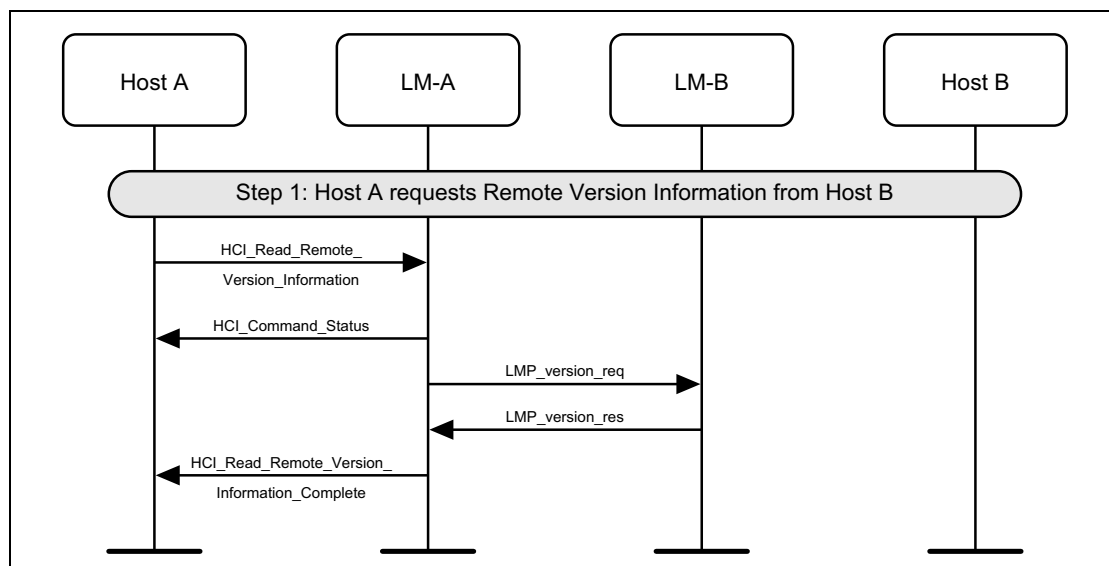 Host A
LM-A
LM-B
Host B
Step 1: Host A requests Remote Version Information from Host B
HCI_Read_Remote_
Version_Information
HCI_Command_Status
LMP_version_req
LMP_version_res
HCI_Read_Remote_Version_
Information_Complete